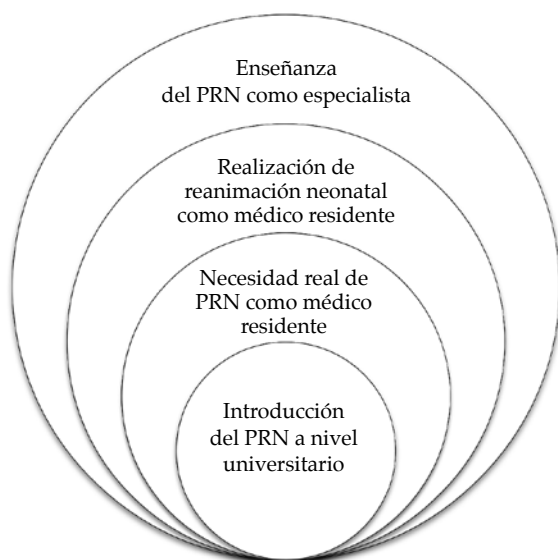 Enseñanza
del PRN como especialista
Realización de
reanimación neonatal
como médico residente
Necesidad real de
PRN como médico
residente
Introducción
del PRN a nivel
universitario